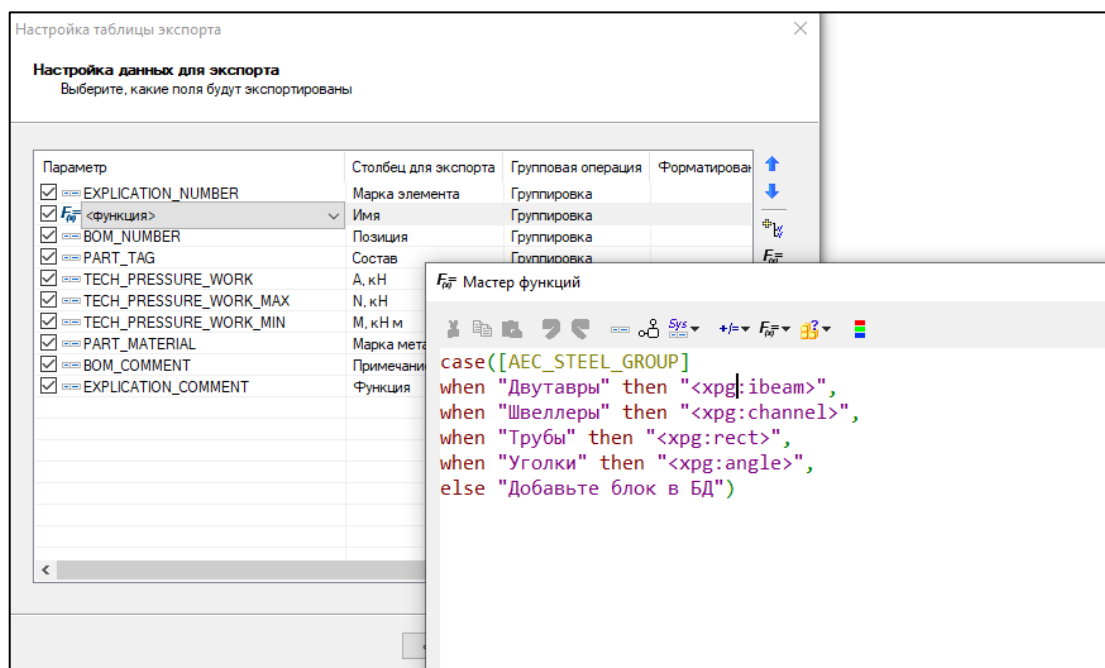 Настройка таблицы экспорта
Настройка данных для экспорта
Выберите, какие поля будут экспортированы
Параметр Столбец для экспорта Групповая операция Форматирован
EXPLICATION_NUMBER Марка элемента Группировка
<Функция> Имя Группировка
BOM_NUMBER Позиция Группировка
PART_TAG Состав Группировка
TECH_PRESSURE_WORK A, кН
TECH_PRESSURE_WORK_MAX N, кН
TECH_PRESSURE_WORK_MIN M, кН м
PART_MATERIAL Марка мета
BOM_COMMENT Примечание
EXPLICATION_COMMENT Функция
Мастер функций
Sys
case([AEC_STEEL_GROUP]
when "Двутавры" then "<xpg:ibeam>",
when "Швеллеры" then "<xpg:channel>",
when "Трубы" then "<xpg:rect>",
when "Уголки" then "<xpg:angle>",
else "Добавьте блок в БД")